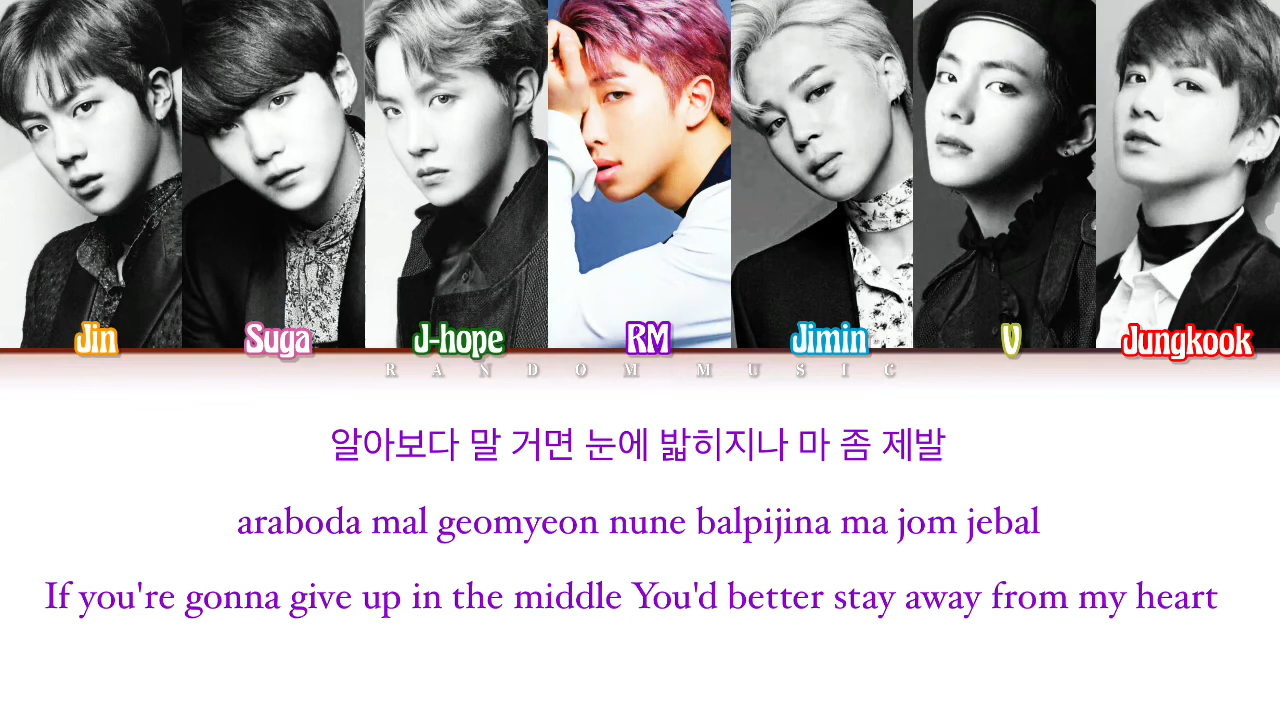 Jin Suga J-hope RM Jimin V Jungkook
RANDOM MUSIC
알아보다 말 거면 눈에 밟히지나 마 좀 제발
araboda mal geomyeon nune balpijina ma jom jebal
If you're gonna give up in the middle You'd better stay away from my heart